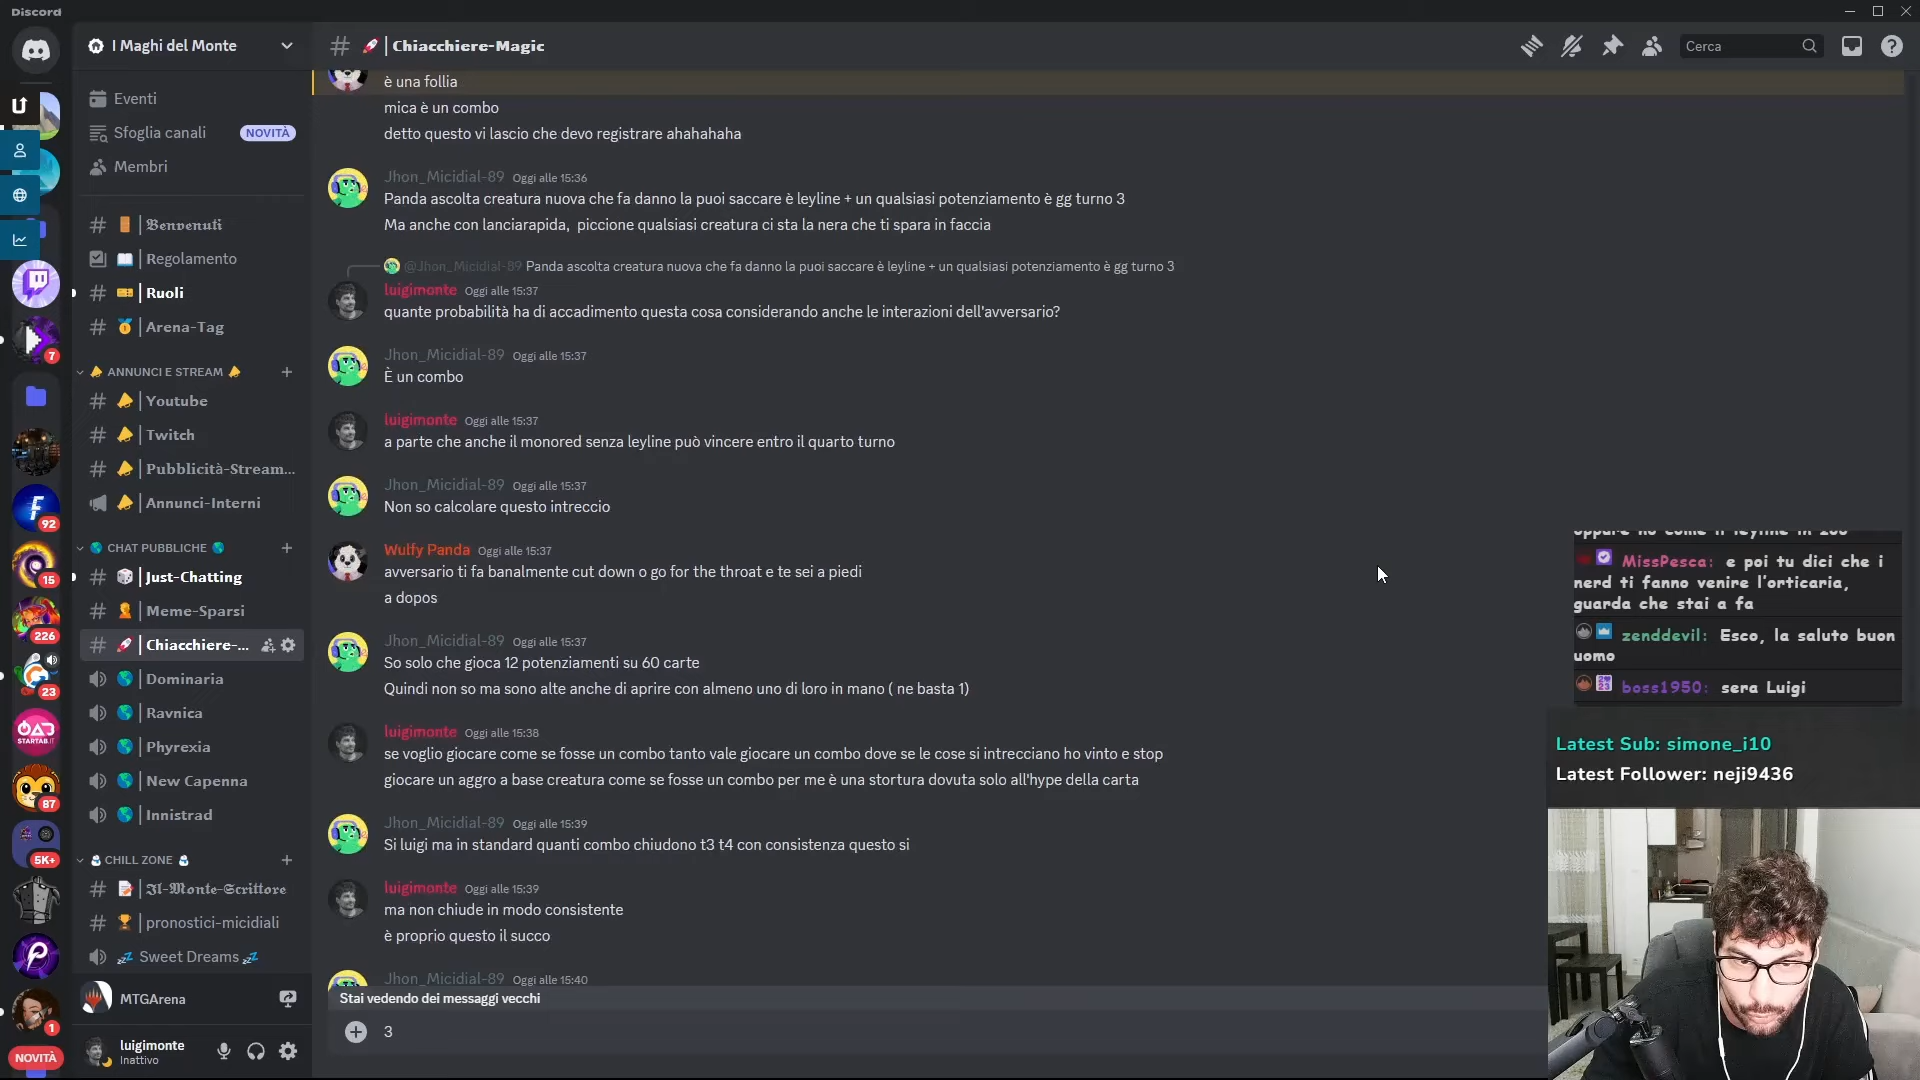 Discord
I Maghi del Monte
Eventi
Sfoglia canali
NOVITÀ
Membri
𝕭𝖊𝖓𝖛𝖊𝖓𝖚𝖙𝖎
Regolamento
Ruoli
Arena-Tag
ANNUNCI E STREAM
Youtube
Twitch
Pubblicità-Stream...
Annunci-Interni
CHAT PUBBLICHE
Just-Chatting
Meme-Sparsi
Chiacchiere-...
Dominaria
Ravnica
Phyrexia
New Capenna
Innistrad
CHILL ZONE
𝕴𝖑-𝕸𝖔𝖓𝖙𝖊-𝕾𝖈𝖗𝖎𝖙𝖙𝖔𝖗𝖊
pronostici-micidiali
Sweet Dreams
MTGArena
luigimonte
Inattivo
7
92
15
226
23
STARTAB.IT
87
5K+
1
NOVITÀ
# | Chiacchiere-Magic
Cerca
è una follia
mica è un combo
detto questo vi lascio che devo registrare ahahahaha
Jhon_Micidial-89 Oggi alle 15:36
Panda ascolta creatura nuova che fa danno la puoi saccare è leyline + un qualsiasi potenziamento è gg turno 3
Ma anche con lanciarapida, piccione qualsiasi creatura ci sta la nera che ti spara in faccia
@Jhon_Micidial-89 Panda ascolta creatura nuova che fa danno la puoi saccare è leyline + un qualsiasi potenziamento è gg turno 3
luigimonte Oggi alle 15:37
quante probabilità ha di accadimento questa cosa considerando anche le interazioni dell'avversario?
Jhon_Micidial-89 Oggi alle 15:37
È un combo
luigimonte Oggi alle 15:37
a parte che anche il monored senza leyline può vincere entro il quarto turno
Jhon_Micidial-89 Oggi alle 15:37
Non so calcolare questo intreccio
Wulfy Panda Oggi alle 15:37
avversario ti fa banalmente cut down o go for the throat e te sei a piedi
a dopos
Jhon_Micidial-89 Oggi alle 15:37
So solo che gioca 12 potenziamenti su 60 carte
Quindi non so ma sono alte anche di aprire con almeno uno di loro in mano ( ne basta 1)
luigimonte Oggi alle 15:38
se voglio giocare come se fosse un combo tanto vale giocare un combo dove se le cose si intrecciano ho vinto e stop
giocare un aggro a base creatura come se fosse un combo per me è una stortura dovuta solo all'hype della carta
Jhon_Micidial-89 Oggi alle 15:39
Si luigi ma in standard quanti combo chiudono t3 t4 con consistenza questo si
luigimonte Oggi alle 15:39
ma non chiude in modo consistente
è proprio questo il succo
Jhon_Micidial-89 Oggi alle 15:40
Stai vedendo dei messaggi vecchi
3
MissPesca: e poi tu dici che i
nerd ti fanno venire l'orticaria,
guarda che stai a fa
zenddevil: Esco, la saluto buon
uomo
boss1950: sera Luigi
Latest Sub: simone_i10
Latest Follower: neji9436